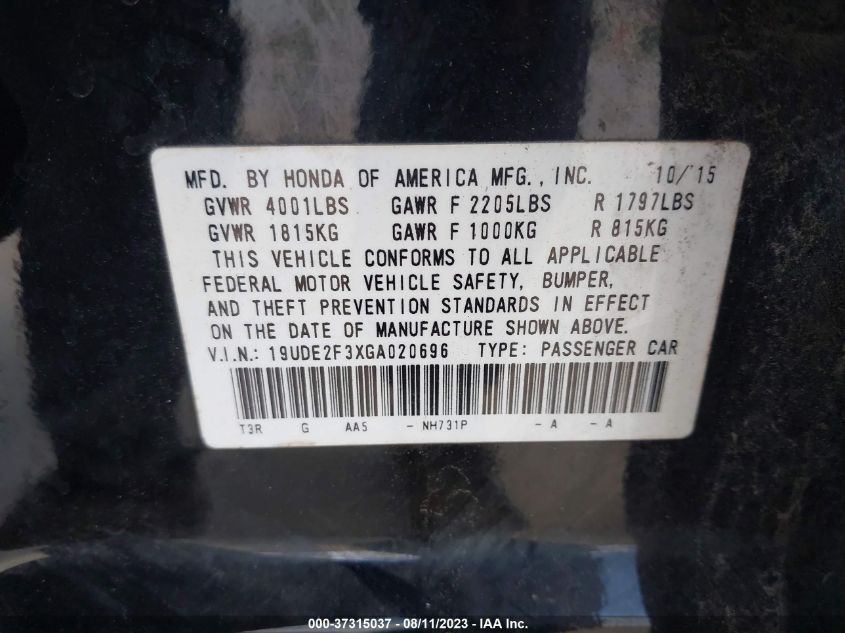 MFD. BY HONDA OF AMERICA MFG., INC. 10/15
GVWR 4001LBS GAWR F 2205LBS R 1797LBS
GVWR 1815KG GAWR F 1000KG R 815KG
THIS VEHICLE CONFORMS TO ALL APPLICABLE
FEDERAL MOTOR VEHICLE SAFETY, BUMPER,
AND THEFT PREVENTION STANDARDS IN EFFECT
ON THE DATE OF MANUFACTURE SHOWN ABOVE.
V.I.N.: 19UDE2F3XGA020696 TYPE: PASSENGER CAR
T3R G AA5 - NH731P - A - A
000-37315037 - 08/11/2023 - IAA Inc.